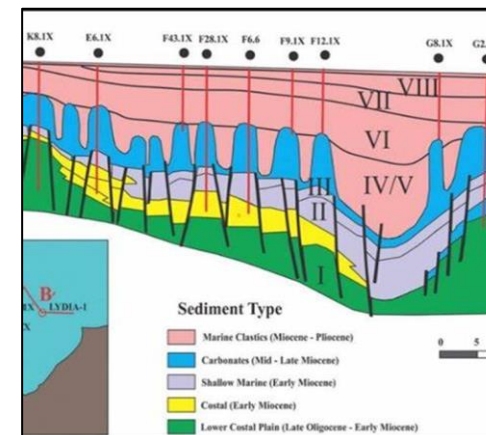 K8.1X E6.1X F43.1X F28.1X F6.6 F9.1X F12.1X G8.1X G2.
VIII
VII
VI
IV/V
III
II
I
B'
IX LYDIA-1
X
Sediment Type
Marine Clastics (Miocene - Pliocene)
Carbonates (Mid - Late Miocene)
Shallow Marine (Early Miocene)
Costal (Early Miocene)
Lower Costal Plain (Late Oligocene - Early Miocene)
0 5